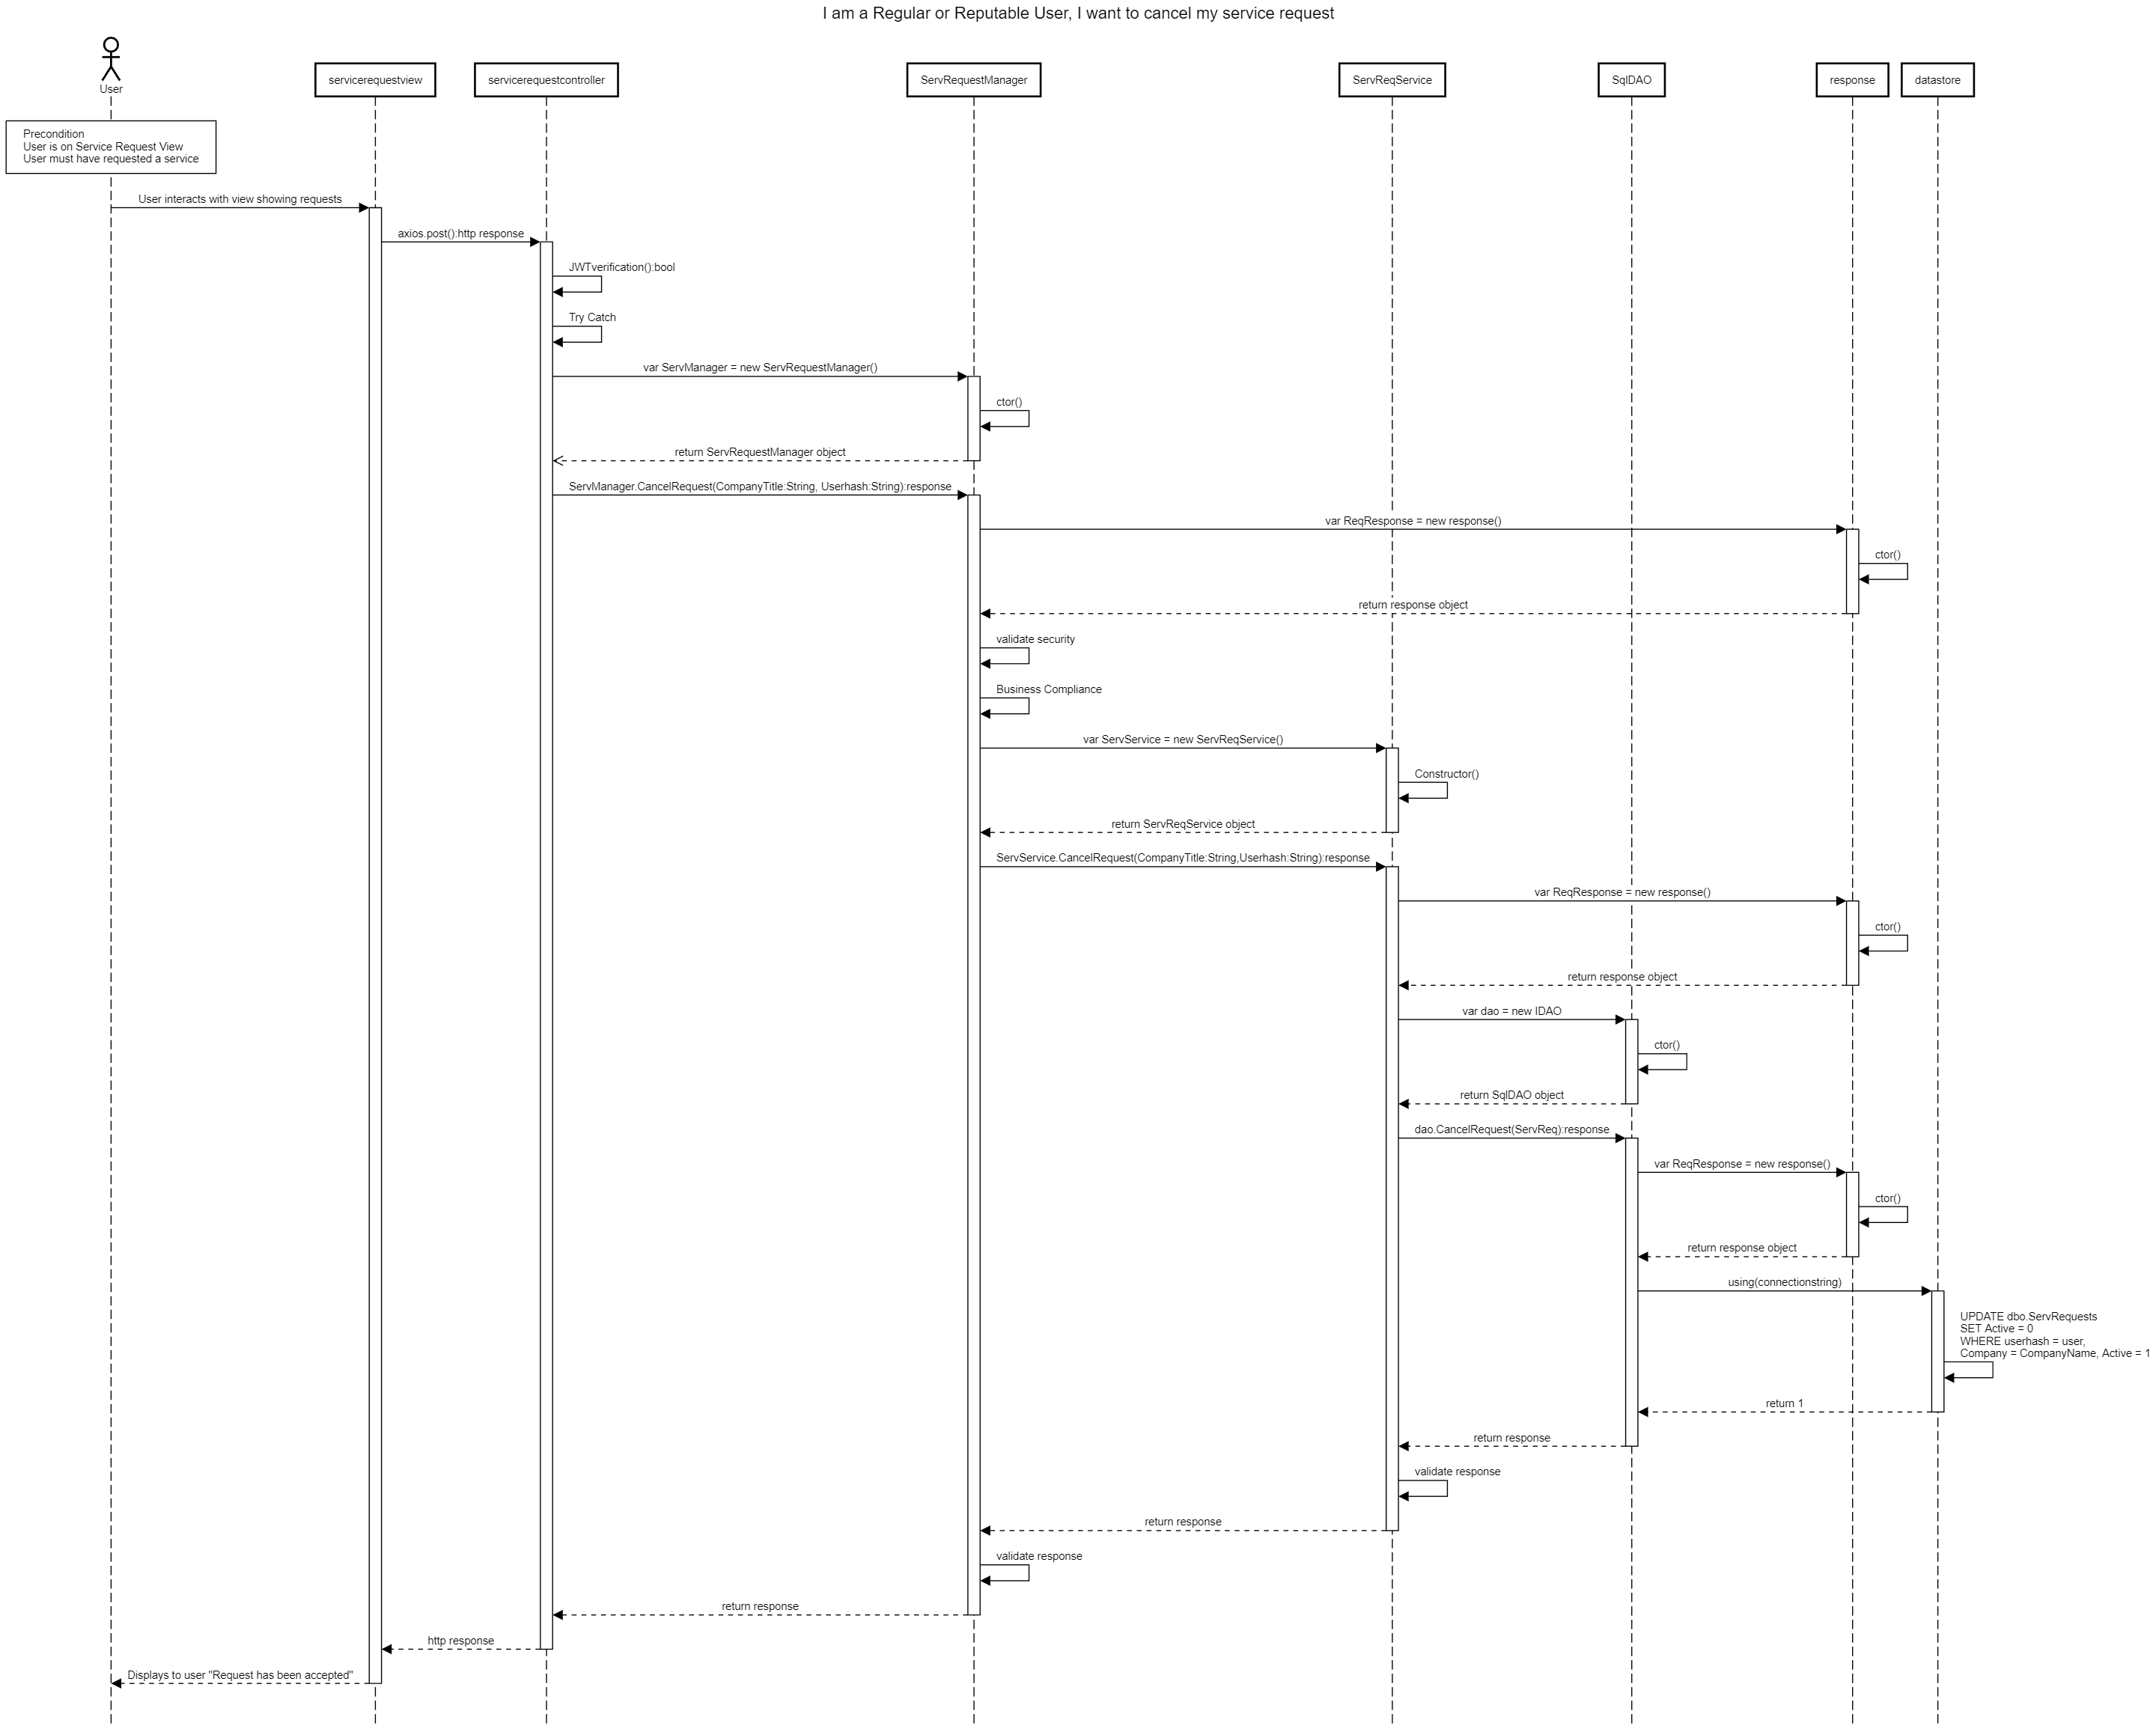 I am a Regular or Reputable User, I want to cancel my service request
User
servicerequestview
servicerequestcontroller
ServRequestManager
ServReqService
SqlDAO
response
datastore
Precondition
User is on Service Request View
User must have requested a service
User interacts with view showing requests
axios.post():http response
JWTverification():bool
Try Catch
var ServManager = new ServRequestManager()
ctor()
return ServRequestManager object
ServManager.CancelRequest(CompanyTitle:String, Userhash:String):response
var ReqResponse = new response()
ctor()
return response object
validate security
Business Compliance
var ServService = new ServReqService()
Constructor()
return ServReqService object
ServService.CancelRequest(CompanyTitle:String,Userhash:String):response
var ReqResponse = new response()
ctor()
return response object
var dao = new IDAO
ctor()
return SqlDAO object
dao.CancelRequest(ServReq):response
var ReqResponse = new response()
ctor()
return response object
using(connectionstring)
UPDATE dbo.ServRequests
SET Active = 0
WHERE userhash = user,
Company = CompanyName, Active = 1
return 1
return response
validate response
return response
validate response
return response
http response
Displays to user "Request has been accepted"